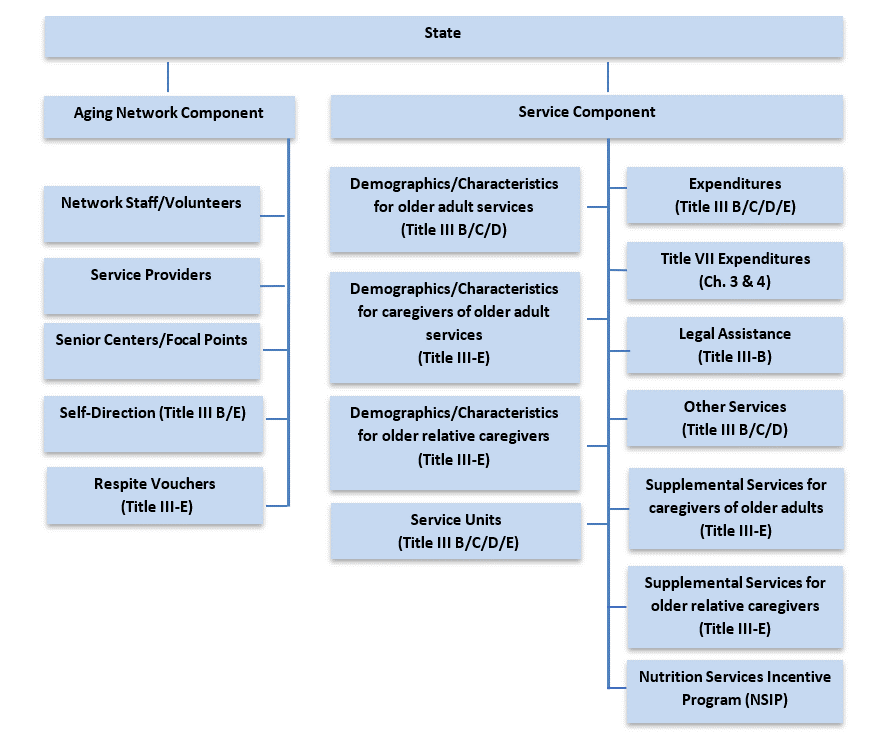 State
Aging Network Component
Network Staff/Volunteers
Service Providers
Senior Centers/Focal Points
Self-Direction (Title III B/E)
Respite Vouchers
(Title III-E)
Service Component
Demographics/Characteristics
for older adult services
(Title III B/C/D)
Demographics/Characteristics
for caregivers of older adult
services
(Title III-E)
Demographics/Characteristics
for older relative caregivers
(Title III-E)
Service Units
(Title III B/C/D/E)
Expenditures
(Title III B/C/D/E)
Title VII Expenditures
(Ch. 3 & 4)
Legal Assistance
(Title III-B)
Other Services
(Title III B/C/D)
Supplemental Services for
caregivers of older adults
(Title III-E)
Supplemental Services for
older relative caregivers
(Title III-E)
Nutrition Services Incentive
Program (NSIP)